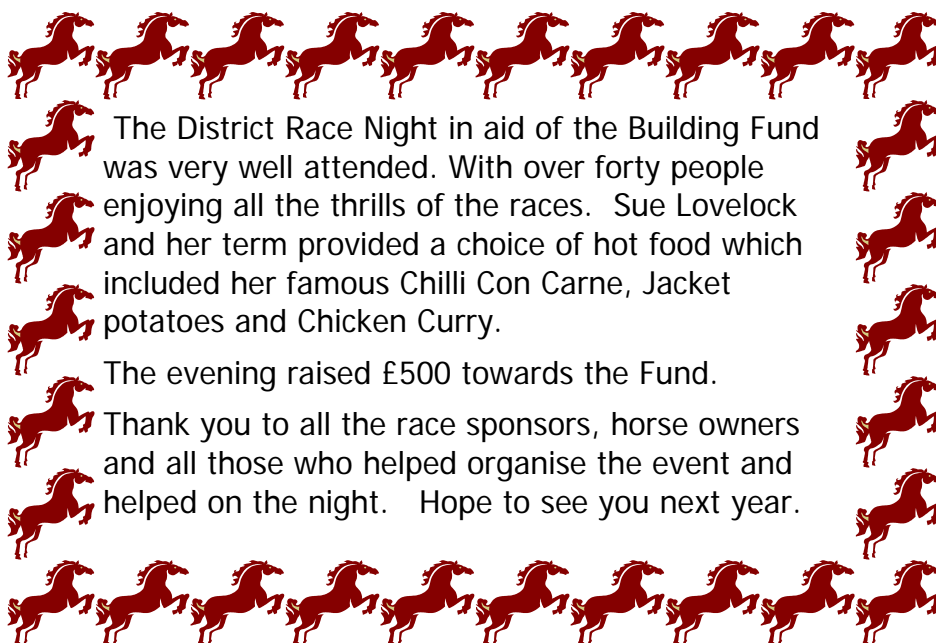 The District Race Night in aid of the Building Fund
was very well attended. With over forty people
enjoying all the thrills of the races.  Sue Lovelock
and her term provided a choice of hot food which
included her famous Chilli Con Carne, Jacket
potatoes and Chicken Curry.
The evening raised £500 towards the Fund.
Thank you to all the race sponsors, horse owners
and all those who helped organise the event and
helped on the night.   Hope to see you next year.